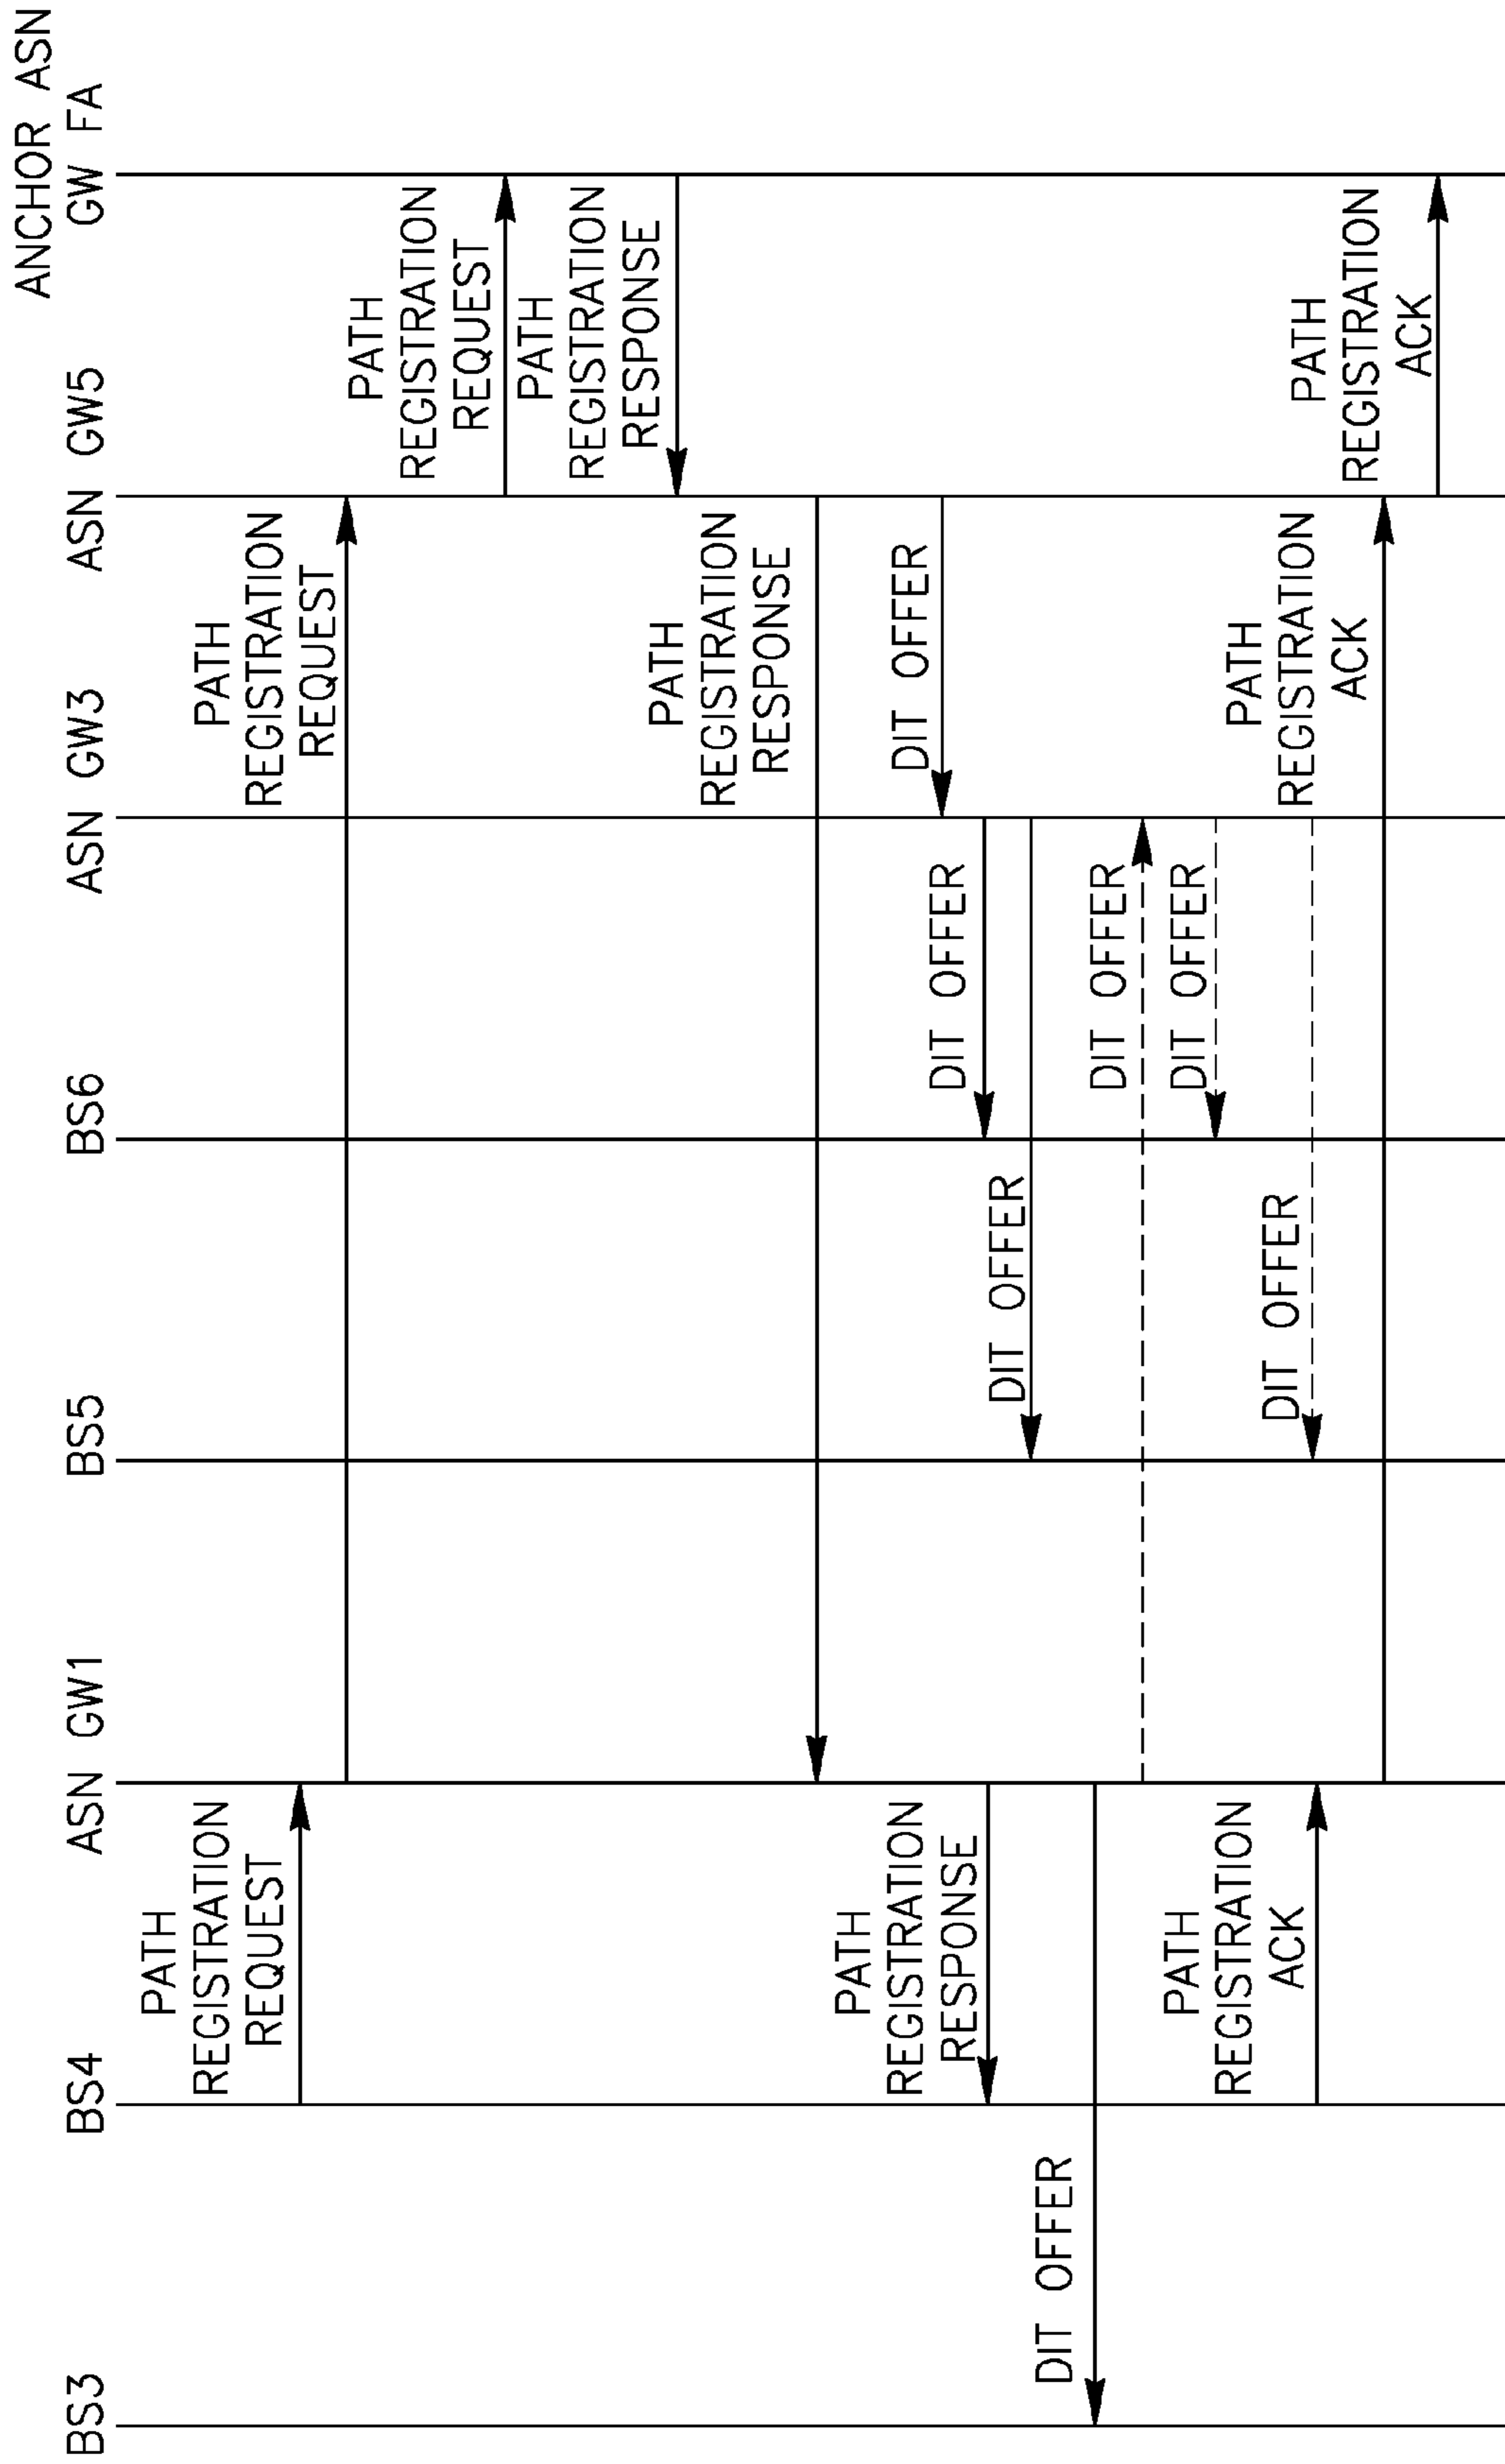 BS3
BS4
ASN GW1
BS5
BS6
ASN GW3
ASN GW5
ANCHOR ASN
GW FA
PATH
REGISTRATION
REQUEST
PATH
REGISTRATION
REQUEST
PATH
REGISTRATION
REQUEST
PATH
REGISTRATION
RESPONSE
PATH
REGISTRATION
RESPONSE
DIT OFFER
PATH
REGISTRATION
RESPONSE
DIT OFFER
DIT OFFER
DIT OFFER
DIT OFFER
DIT OFFER
DIT OFFER
PATH
REGISTRATION
ACK
PATH
REGISTRATION
ACK
PATH
REGISTRATION
ACK